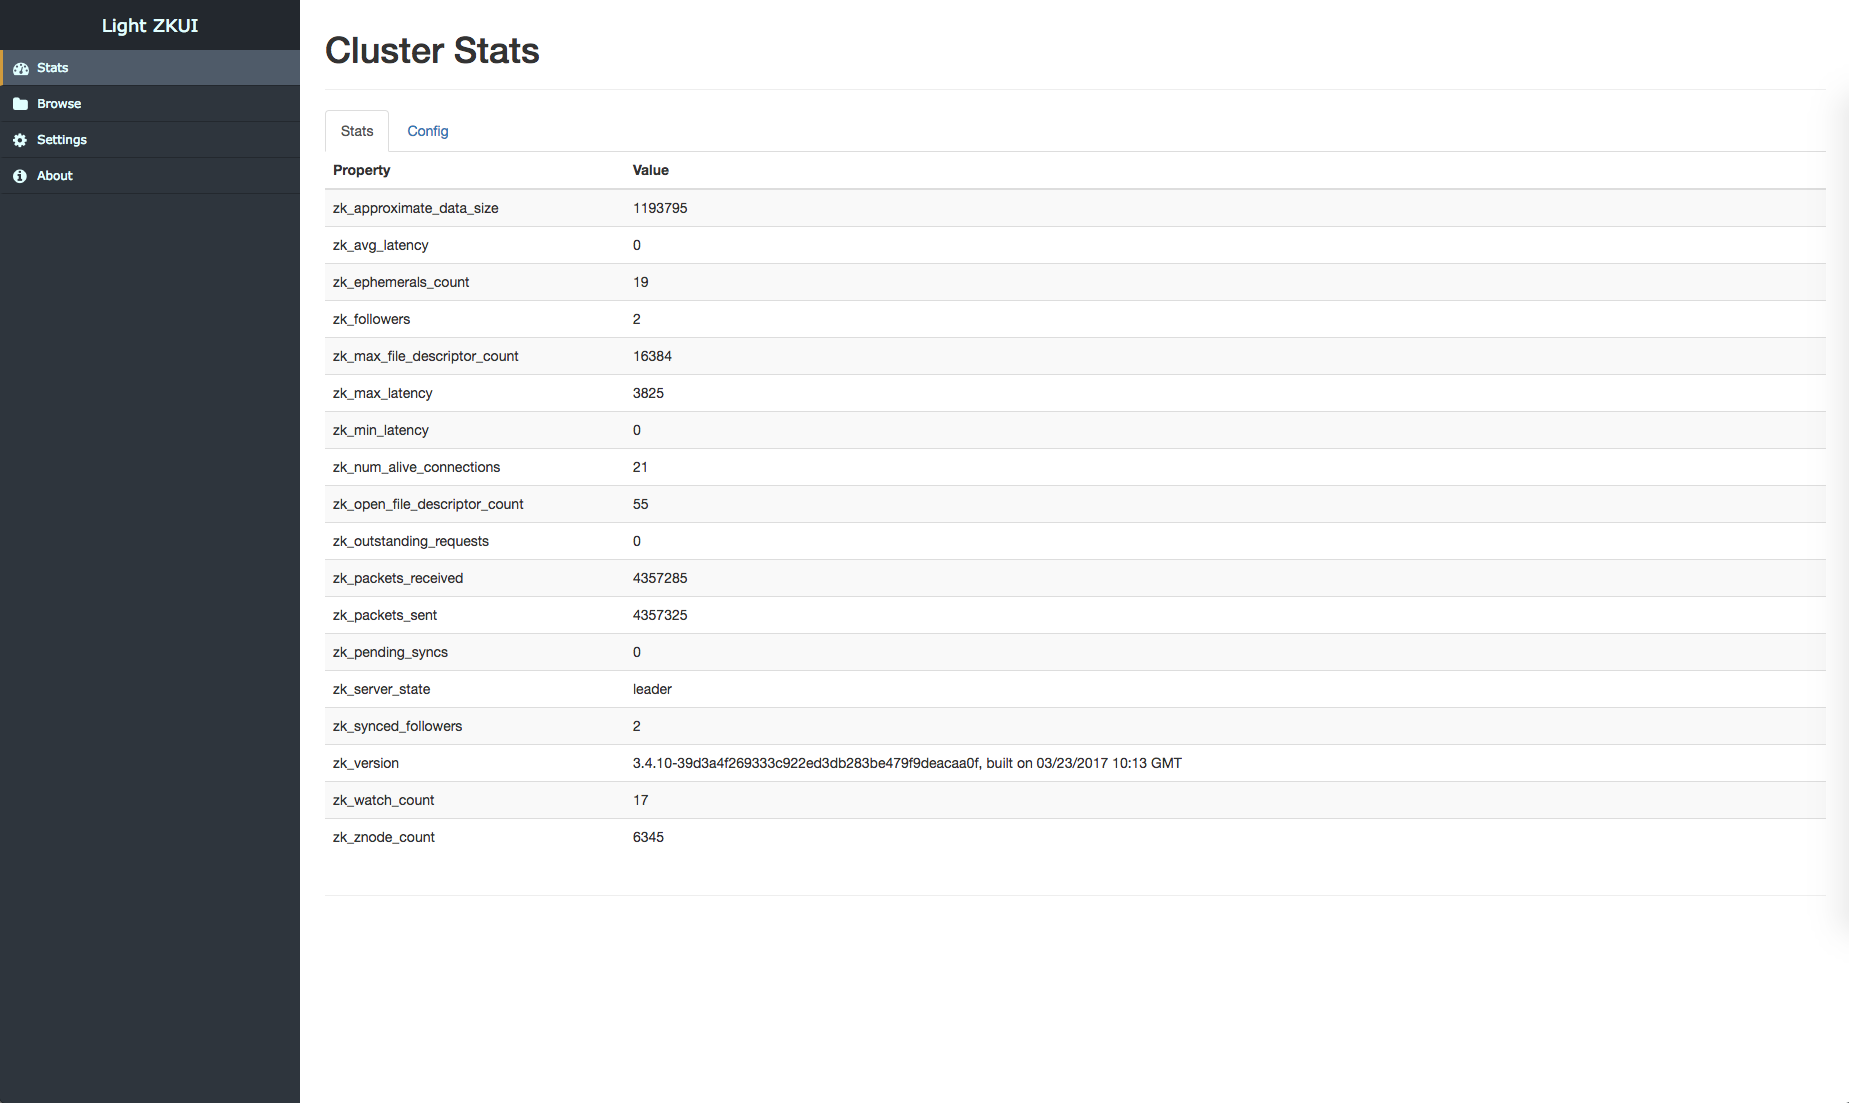 Light ZKUI
Stats
Browse
Settings
About
Cluster Stats
Stats Config
Property Value
zk_approximate_data_size 1193795
zk_avg_latency 0
zk_ephemerals_count 19
zk_followers 2
zk_max_file_descriptor_count 16384
zk_max_latency 3825
zk_min_latency 0
zk_num_alive_connections 21
zk_open_file_descriptor_count 55
zk_outstanding_requests 0
zk_packets_received 4357285
zk_packets_sent 4357325
zk_pending_syncs 0
zk_server_state leader
zk_synced_followers 2
zk_version 3.4.10-39d3a4f269333c922ed3db283be479f9deacaa0f, built on 03/23/2017 10:13 GMT
zk_watch_count 17
zk_znode_count 6345